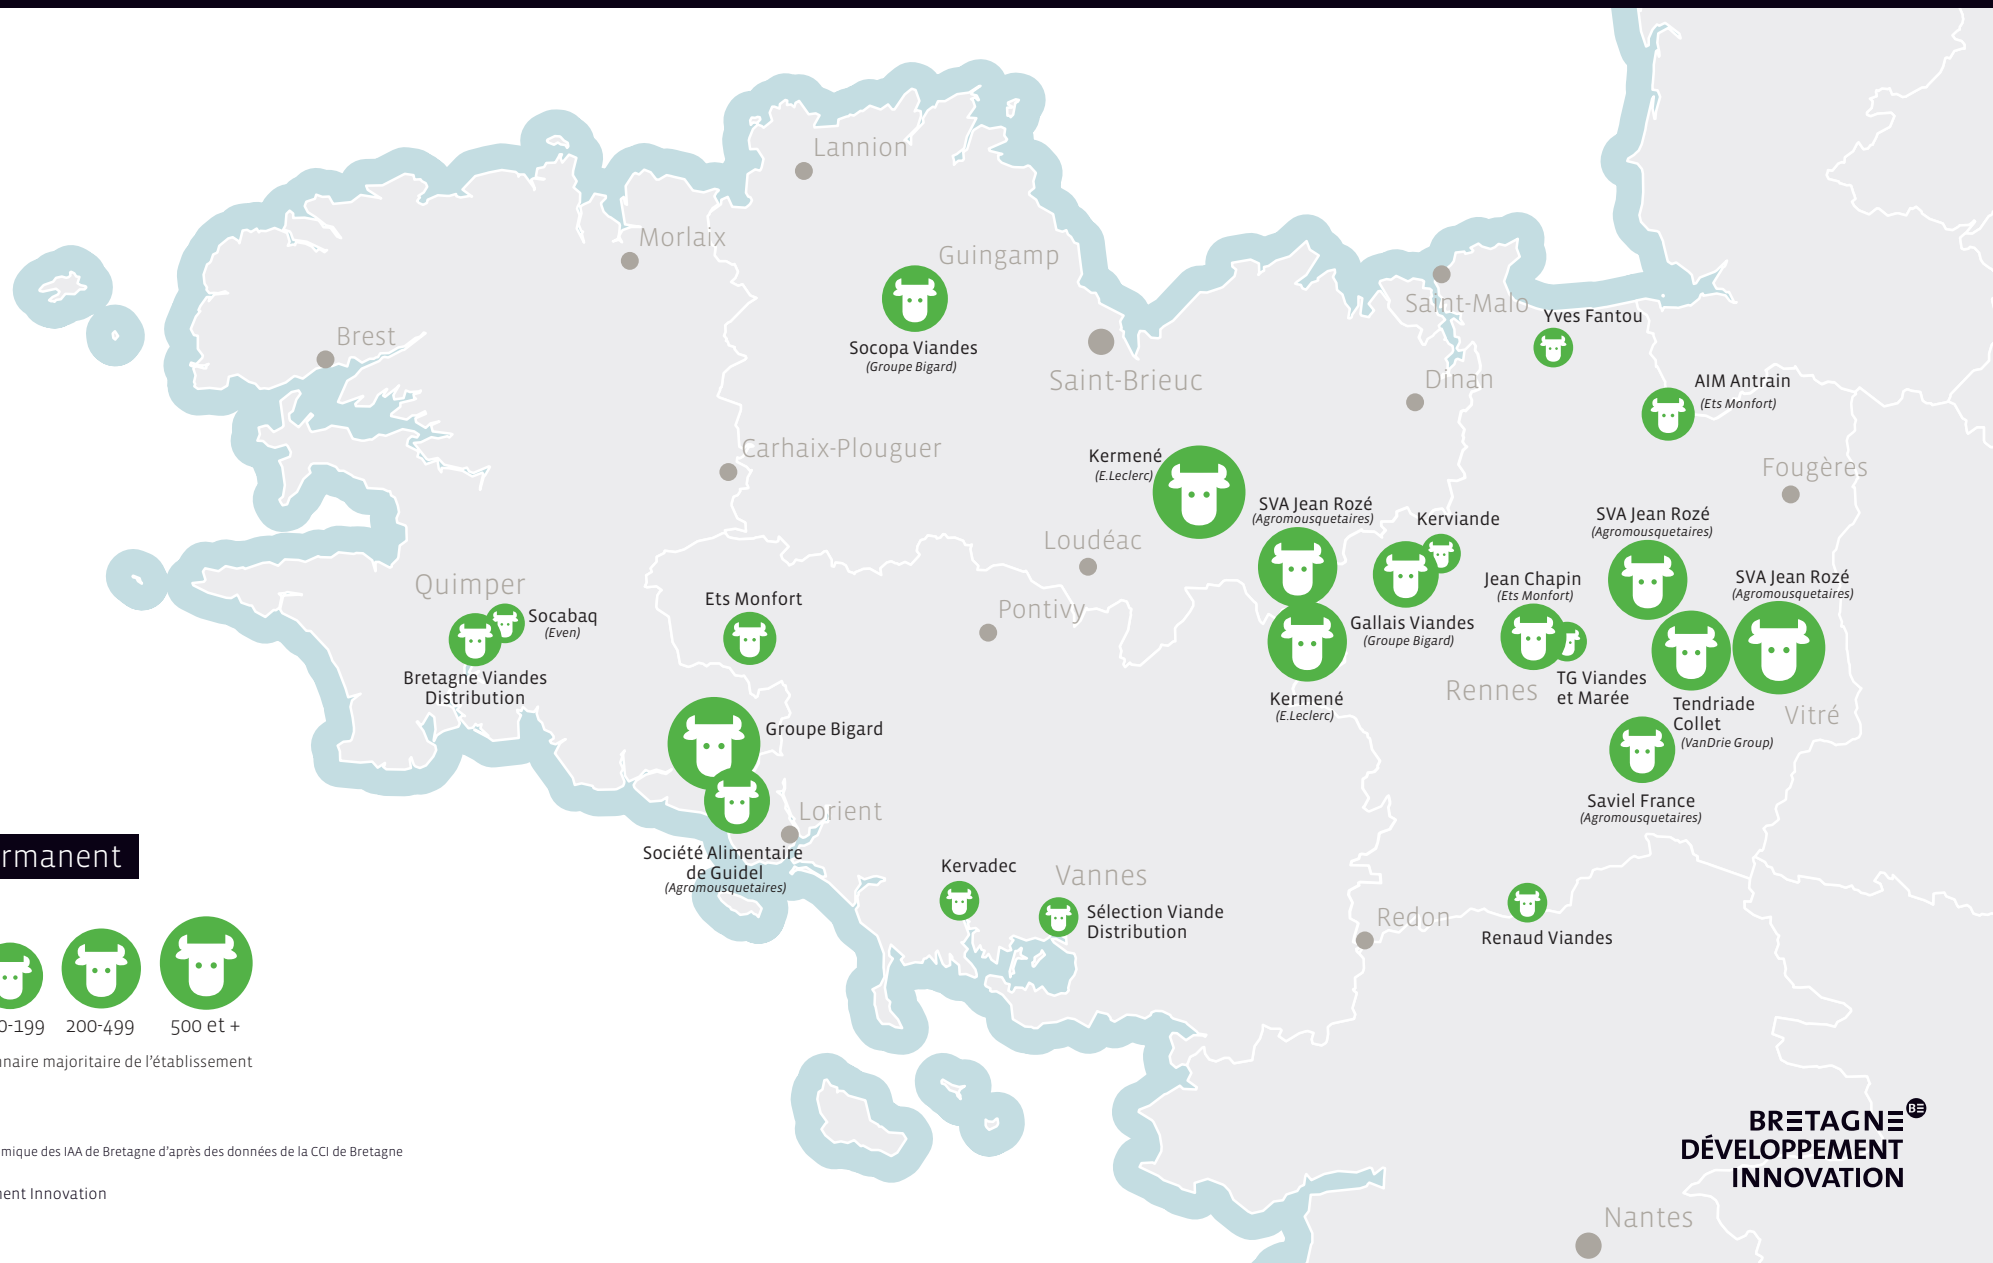 Lannion
Morlaix
Guingamp
Brest
Saint-Malo
Yves Fantou
Socopa Viandes
(Groupe Bigard)
Saint-Brieuc
Dinan
AIM Antrain
(Ets Monfort)
Carhaix-Plouguer
Kermené
(E.Leclerc)
Fougères
SVA Jean Rozé
(Agromousquetaires)
Kerviande
SVA Jean Rozé
(Agromousquetaires)
Loudéac
Quimper
Jean Chapin
(Ets Monfort)
SVA Jean Rozé
(Agromousquetaires)
Ets Monfort
Pontivy
Socabaq
(Even)
Gallais Viandes
(Groupe Bigard)
Bretagne Viandes
Distribution
Rennes
TG Viandes
et Marée
Kermené
(E.Leclerc)
Tendriade
Collet
(VanDrie Group)
Vitré
Groupe Bigard
Saviel France
(Agromousquetaires)
Lorient
Société Alimentaire
de Guidel
(Agromousquetaires)
rmanent
Kervadec
Vannes
Sélection Viande
Distribution
Redon
Renaud Viandes
0-199
200-499
500 et +
nnaire majoritaire de l'établissement
mique des IAA de Bretagne d'après des données de la CCI de Bretagne
ment Innovation
BRETAGNE
BE
DÉVELOPPEMENT
INNOVATION
Nantes